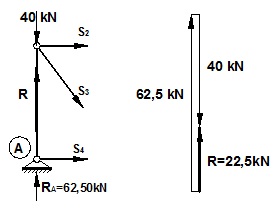 40 kN
S2
R
S3
A
S4
RA=62,50kN
62,5 kN
40 kN
R=22,5kN